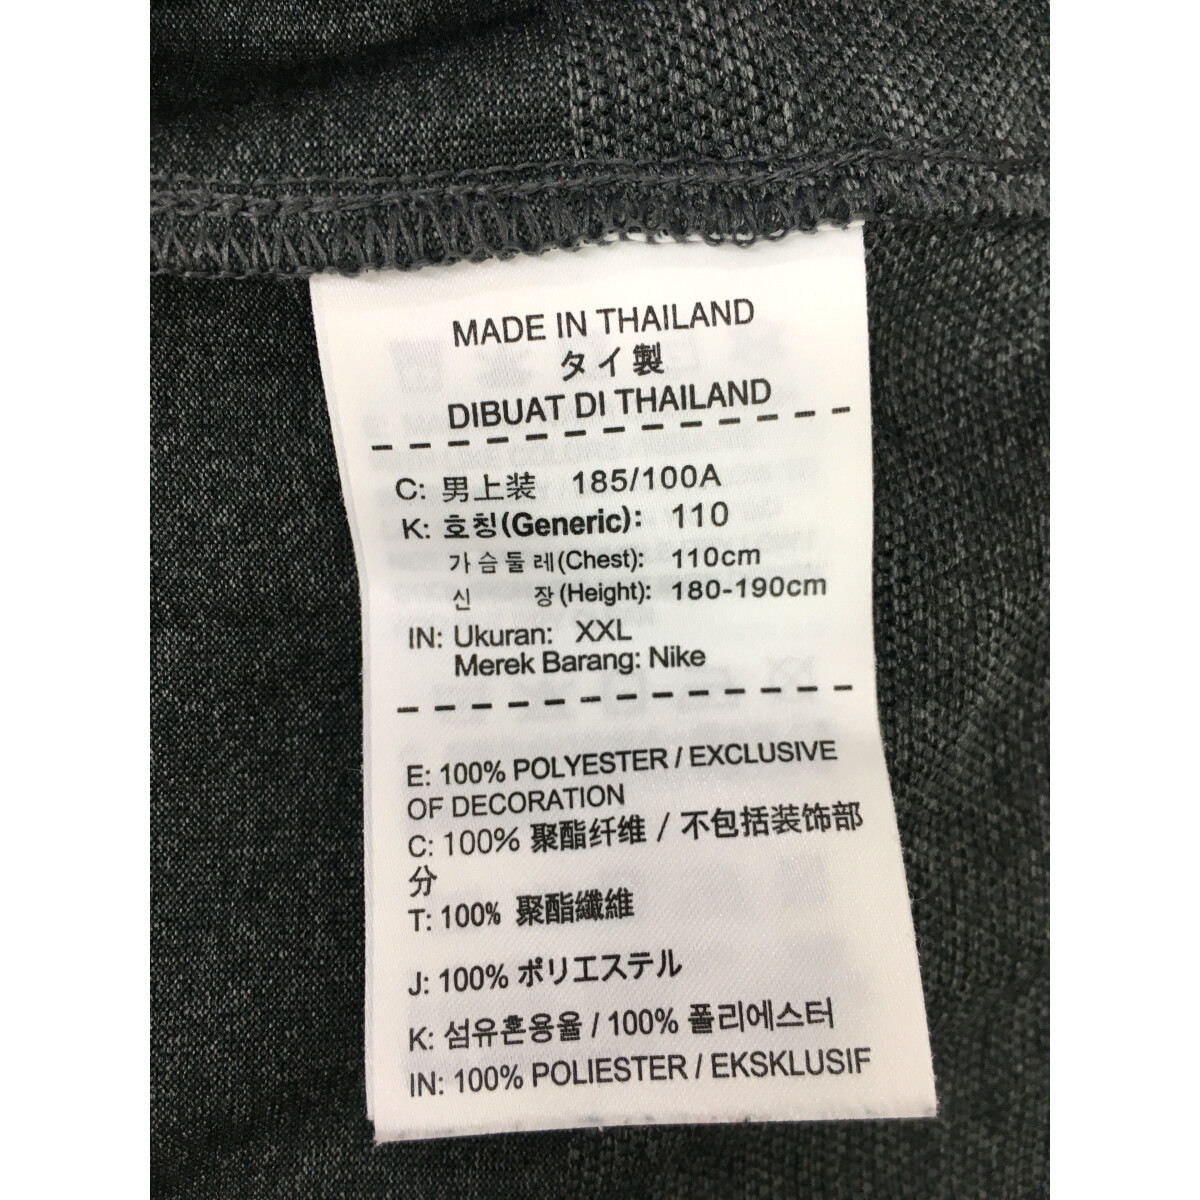 MADE IN THAILAND
タイ製
DIBUAT DI THAILAND
C: 男上装 185/100A
K: 호칭(Generic): 110
가슴둘레(Chest): 110cm
신 장(Height): 180-190cm
IN: Ukuran: XXL
Merek Barang: Nike
E: 100% POLYESTER / EXCLUSIVE
OF DECORATION
C: 100% 聚酯纤维 / 不包括装饰部
分
T: 100% 聚酯纖維
J: 100% ポリエステル
K: 섬유혼용율 / 100% 폴리에스터
IN: 100% POLIESTER / EKSKLUSIF